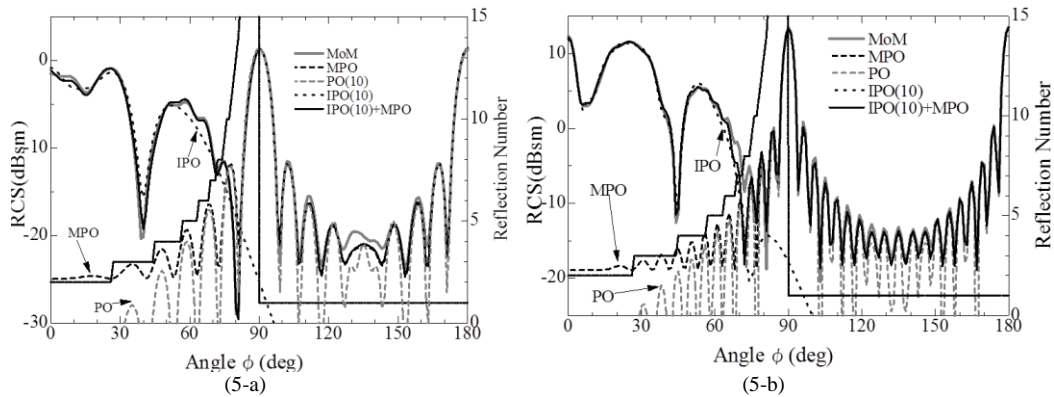 RCS(dBsm)
0
-10
-20
-30
0
30
60
90
120
150
180
Angle ϕ (deg)
15
10
5
0
Reflection Number
MoM
MPO
PO(10)
IPO(10)
IPO(10)+MPO
IPO
MPO
PO
(5-a)
RCS(dBsm)
10
0
-10
-20
0
30
60
90
120
150
180
Angle ϕ (deg)
15
10
5
0
Reflection Number
MoM
MPO
PO
IPO(10)
IPO(10)+MPO
IPO
MPO
PO
(5-b)